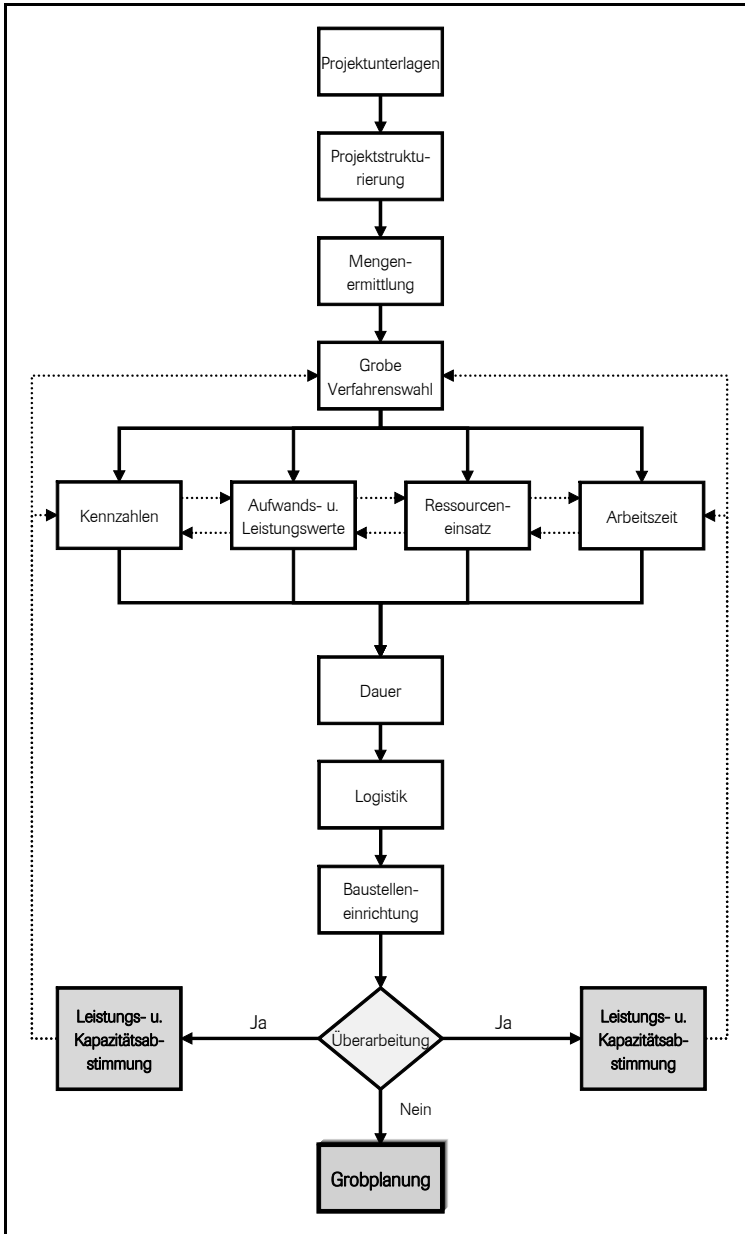 Projektunterlagen
Projektstruktu-
rierung
Mengen-
ermittlung
Grobe
Verfahrenswahl
Kennzahlen
Aufwands- u.
Leistungswerte
Ressourcen-
einsatz
Arbeitszeit
Dauer
Logistik
Baustellen-
einrichtung
Leistungs- u.
Kapazitätsab-
stimmung
Ja
Überarbeitung
Ja
Leistungs- u.
Kapazitätsab-
stimmung
Nein
Grobplanung